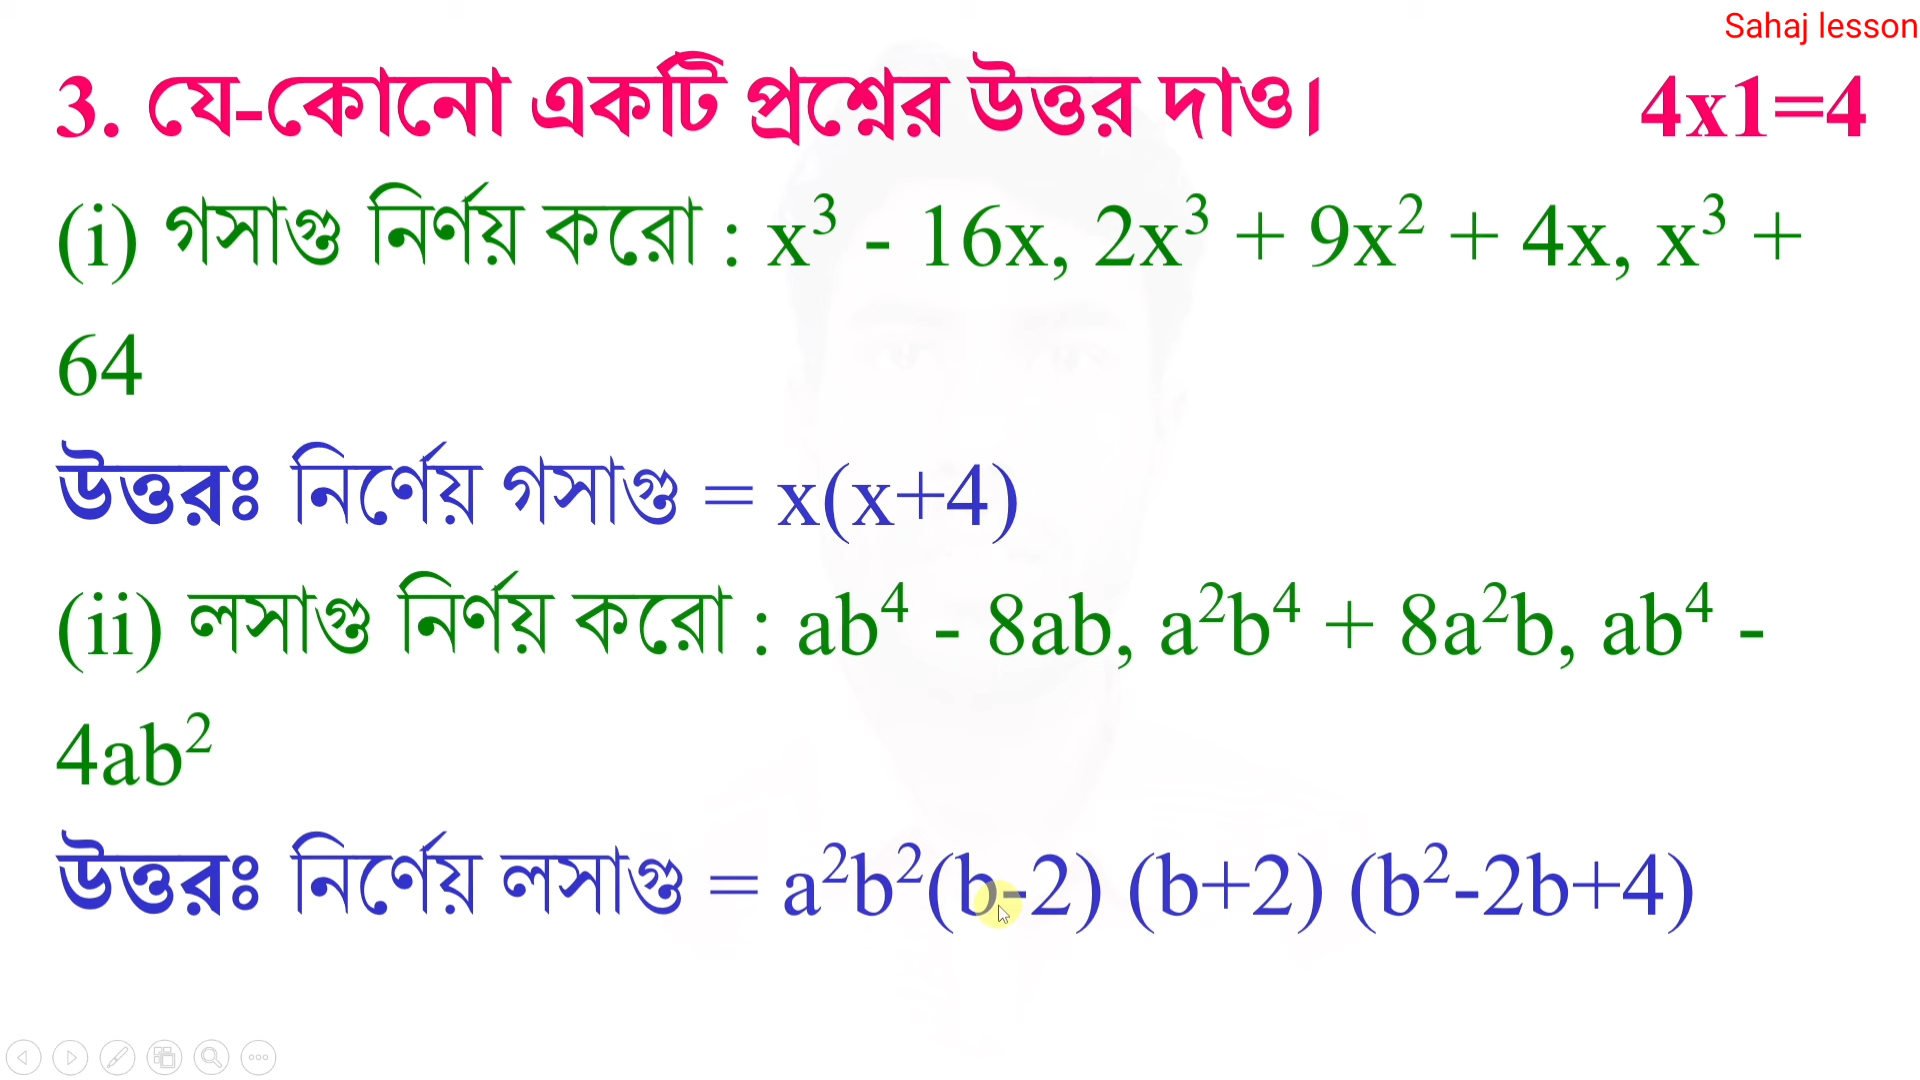 Sahaj lesson
3. যে-কোনো একটি প্রশ্নের উত্তর দাও। 4x1=4
(i) গসাগু নির্ণয় করো : x³ - 16x, 2x³ + 9x² + 4x, x³ +
64
উত্তরঃ নির্ণেয় গসাগু = x(x+4)
(ii) লসাগু নির্ণয় করো : ab⁴ - 8ab, a²b⁴ + 8a²b, ab⁴ -
4ab²
উত্তরঃ নির্ণেয় লসাগু = a²b²(b-2) (b+2) (b²-2b+4)